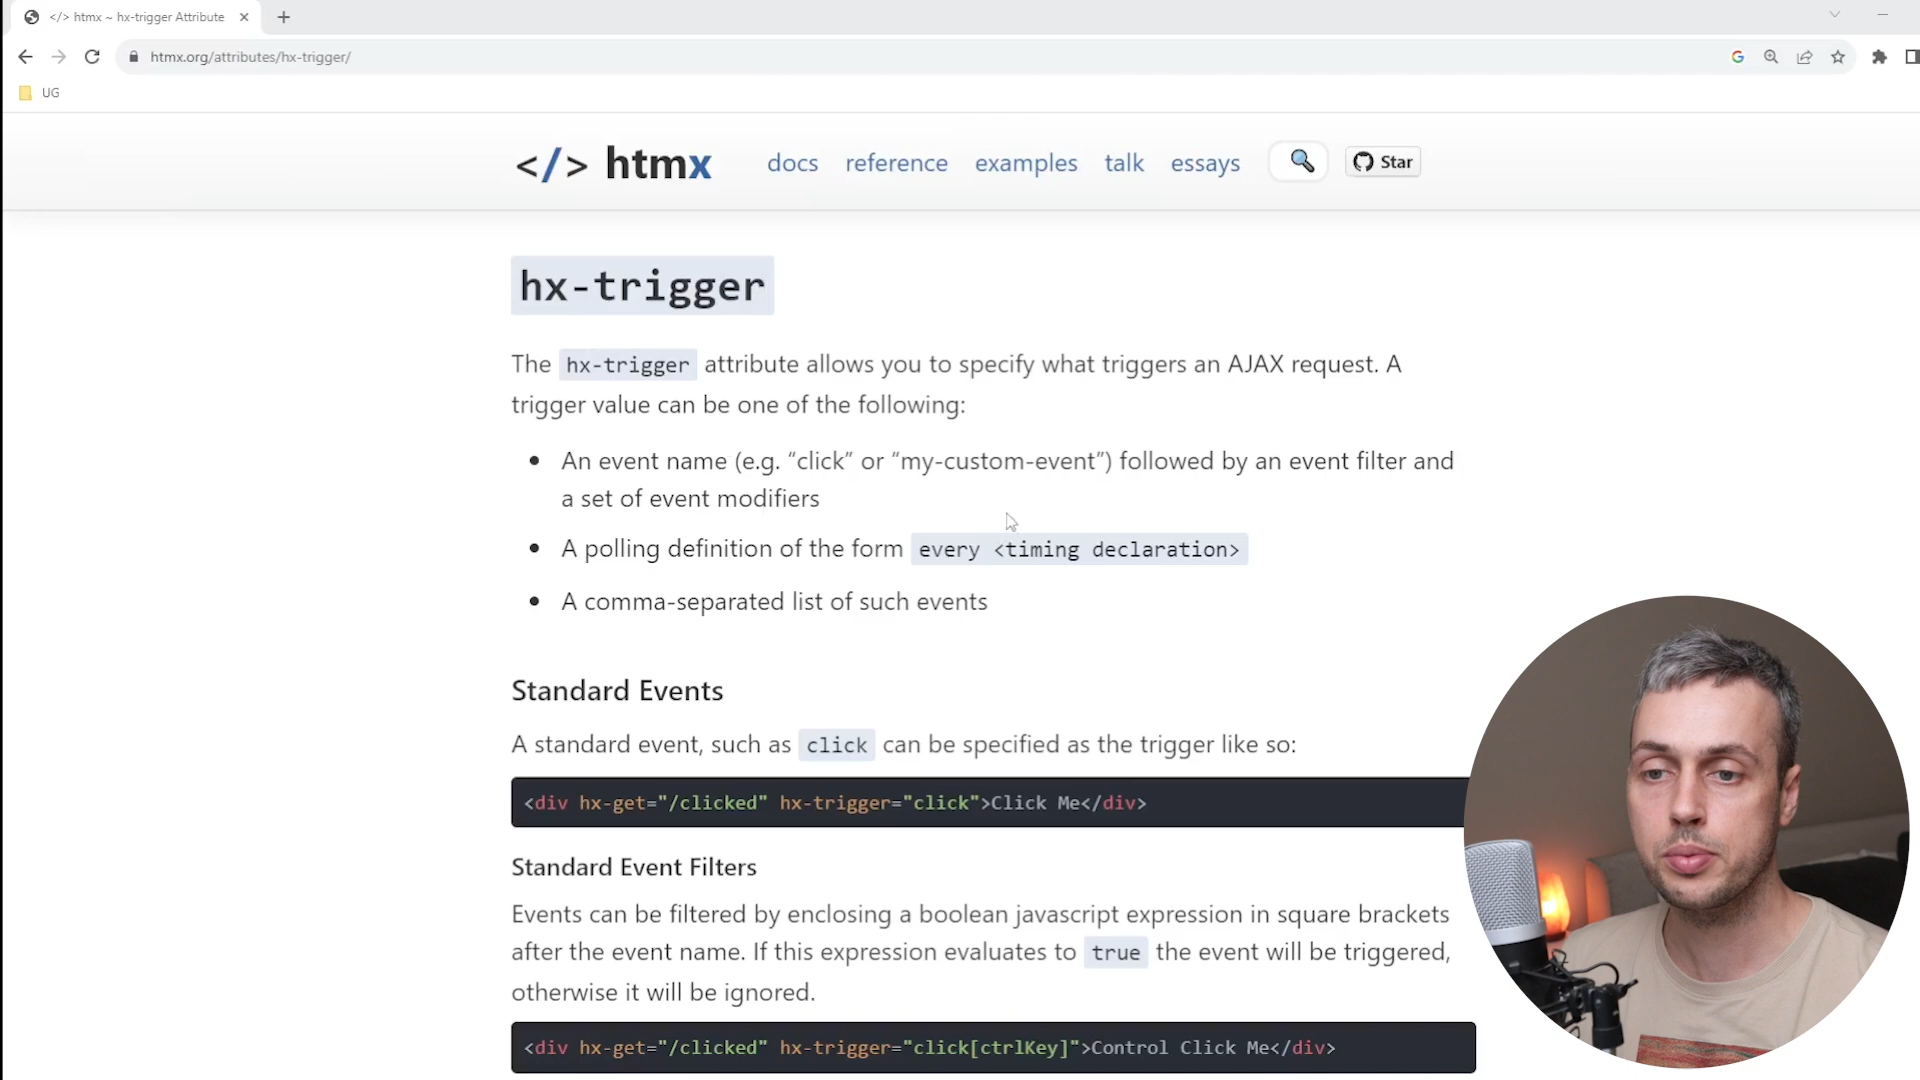 </> htmx ~ hx-trigger Attribute
htmx.org/attributes/hx-trigger/
UG
</> htmx docs reference examples talk essays Star
hx-trigger
The hx-trigger attribute allows you to specify what triggers an AJAX request. A
trigger value can be one of the following:
• An event name (e.g. “click” or “my-custom-event”) followed by an event filter and
a set of event modifiers
• A polling definition of the form every <timing declaration>
• A comma-separated list of such events
Standard Events
A standard event, such as click can be specified as the trigger like so:
<div hx-get="/clicked" hx-trigger="click">Click Me</div>
Standard Event Filters
Events can be filtered by enclosing a boolean javascript expression in square brackets
after the event name. If this expression evaluates to true the event will be triggered,
otherwise it will be ignored.
<div hx-get="/clicked" hx-trigger="click[ctrlKey]">Control Click Me</div>